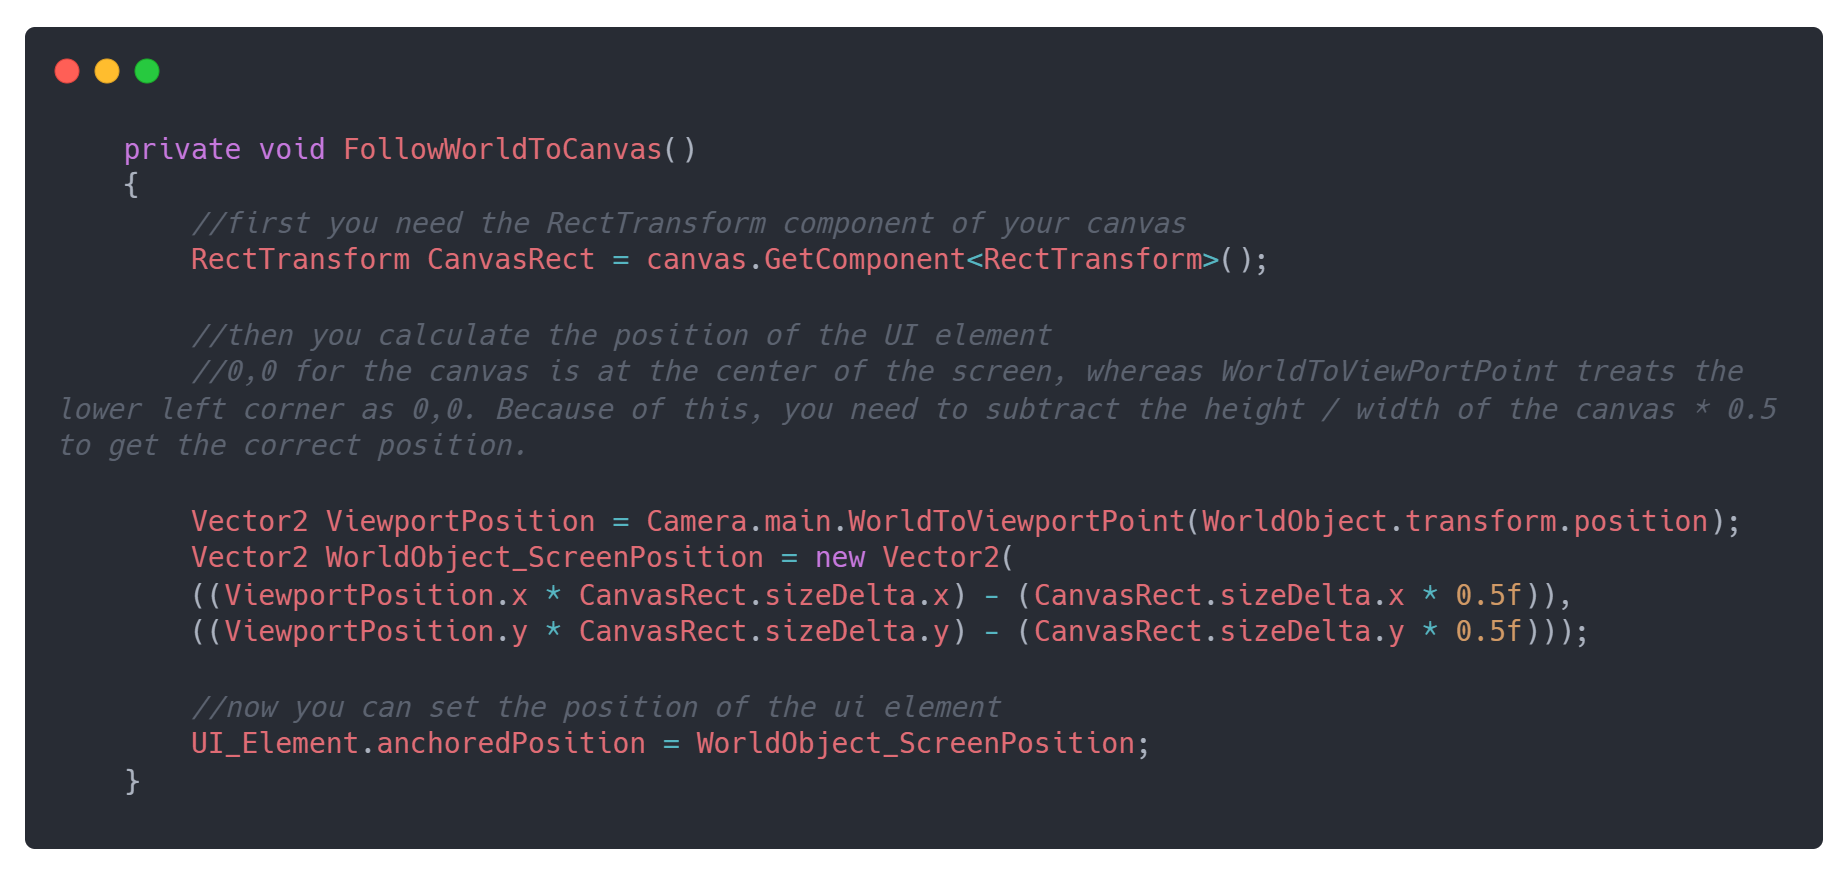 private void FollowWorldToCanvas()
{
//first you need the RectTransform component of your canvas
RectTransform CanvasRect = canvas.GetComponent<RectTransform>();
//then you calculate the position of the UI element
//0,0 for the canvas is at the center of the screen, whereas WorldToViewPortPoint treats the
lower left corner as 0,0. Because of this, you need to subtract the height / width of the canvas * 0.5
to get the correct position.
Vector2 ViewportPosition = Camera.main.WorldToViewportPoint(WorldObject.transform.position);
Vector2 WorldObject_ScreenPosition = new Vector2(
((ViewportPosition.x * CanvasRect.sizeDelta.x) - (CanvasRect.sizeDelta.x * 0.5f)),
((ViewportPosition.y * CanvasRect.sizeDelta.y) - (CanvasRect.sizeDelta.y * 0.5f)));
//now you can set the position of the ui element
UI_Element.anchoredPosition = WorldObject_ScreenPosition;
}